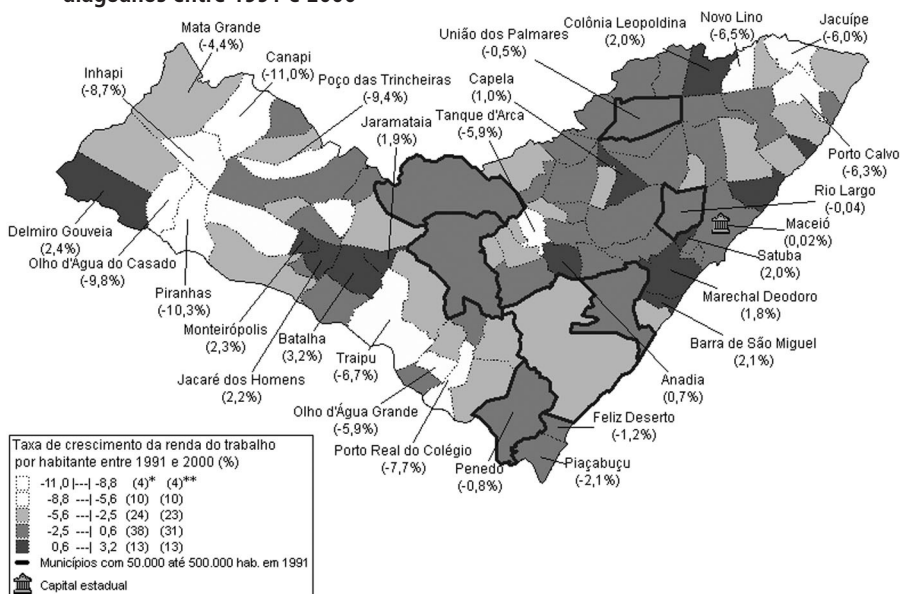 alagoanos entre 1991 e 2000
Mata Grande
(-4,4%)
Canapi
(-11,0%)
Inhapi
(-8,7%)
Poço das Trincheiras
(-9,4%)
Jaramataia
(1,9%)
União dos Palmares
(-0,5%)
Capela
(1,0%)
Tanque d'Arca
(-5,9%)
Colônia Leopoldina
(2,0%)
Novo Lino
(-6,5%)
Jacuípe
(-6,0%)
Porto Calvo
(-6,3%)
Rio Largo
(-0,04)
Maceió
(0,02%)
Satuba
(2,0%)
Marechal Deodoro
(1,8%)
Barra de São Miguel
(2,1%)
Anadia
(0,7%)
Feliz Deserto
(-1,2%)
Piaçabuçu
(-2,1%)
Penedo
(-0,8%)
Porto Real do Colégio
(-7,7%)
Olho d'Água Grande
(-5,9%)
Traipu
(-6,7%)
Batalha
(3,2%)
Jacaré dos Homens
(2,2%)
Monteirópolis
(2,3%)
Piranhas
(-10,3%)
Olho d'Água do Casado
(-9,8%)
Delmiro Gouveia
(2,4%)
Taxa de crescimento da renda do trabalho
por habitante entre 1991 e 2000 (%)
-11,0 |---| -8,8 (4)* (4)**
-8,8 ---| -5,6 (10) (10)
-5,6 ---| -2,5 (24) (23)
-2,5 ---| 0,6 (38) (31)
0,6 ---| 3,2 (13) (13)
Municípios com 50.000 até 500.000 hab. em 1991
Capital estadual